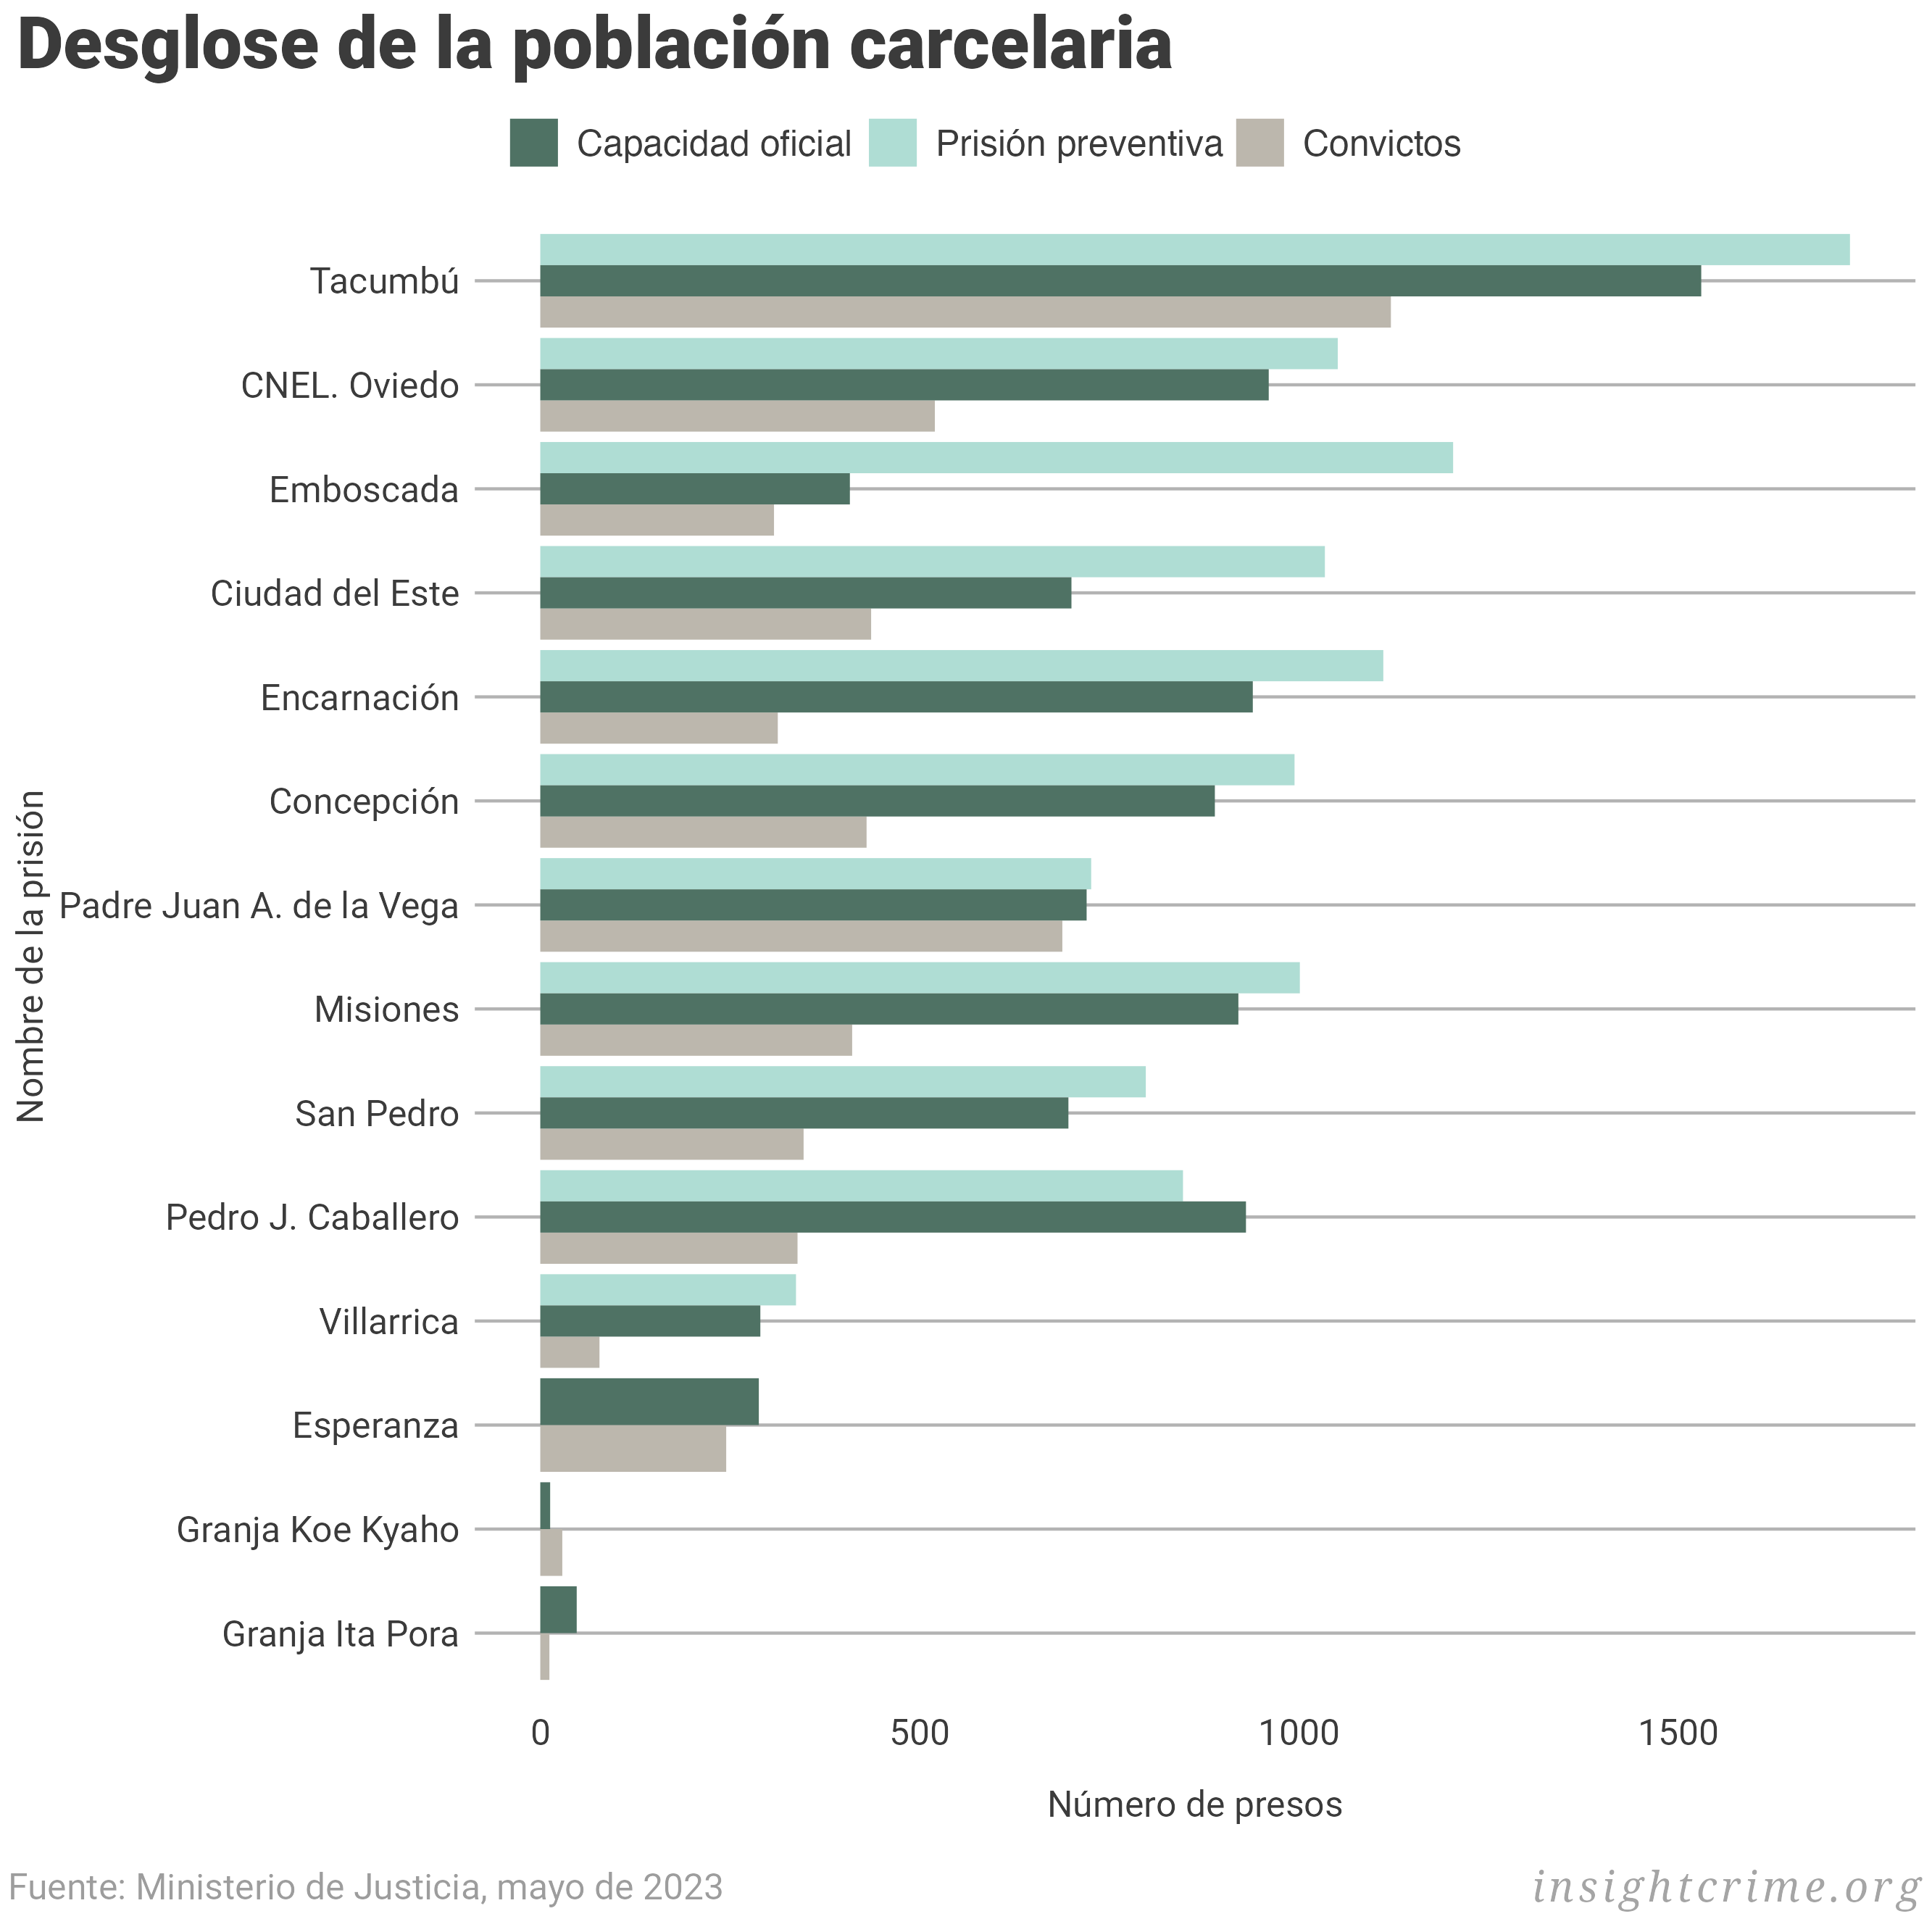 Desglose de la población carcelaria
Capacidad oficial Prisión preventiva Convictos
Nombre de la prisión
Tacumbú
CNEL. Oviedo
Emboscada
Ciudad del Este
Encarnación
Concepción
Padre Juan A. de la Vega
Misiones
San Pedro
Pedro J. Caballero
Villarrica
Esperanza
Granja Koe Kyaho
Granja Ita Pora
0 500 1000 1500
Número de presos
Fuente: Ministerio de Justicia, mayo de 2023
insightcrime.org